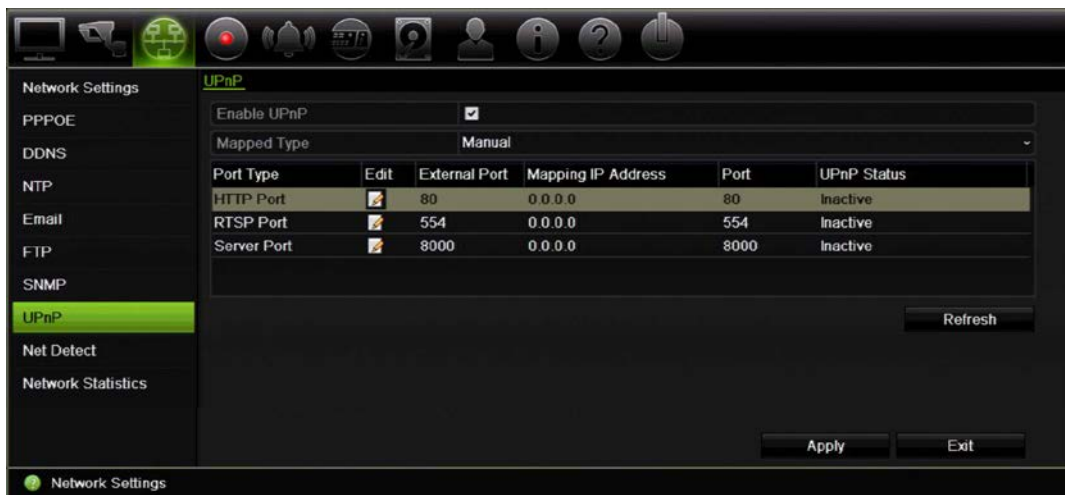 Network Settings
PPPOE
DDNS
NTP
Email
FTP
SNMP
UPnP
Net Detect
Network Statistics
UPnP
Enable UPnP
Mapped Type Manual
Port Type Edit External Port Mapping IP Address Port UPnP Status
HTTP Port 80 0.0.0.0 80 Inactive
RTSP Port 554 0.0.0.0 554 Inactive
Server Port 8000 0.0.0.0 8000 Inactive
Refresh
Apply Exit
Network Settings